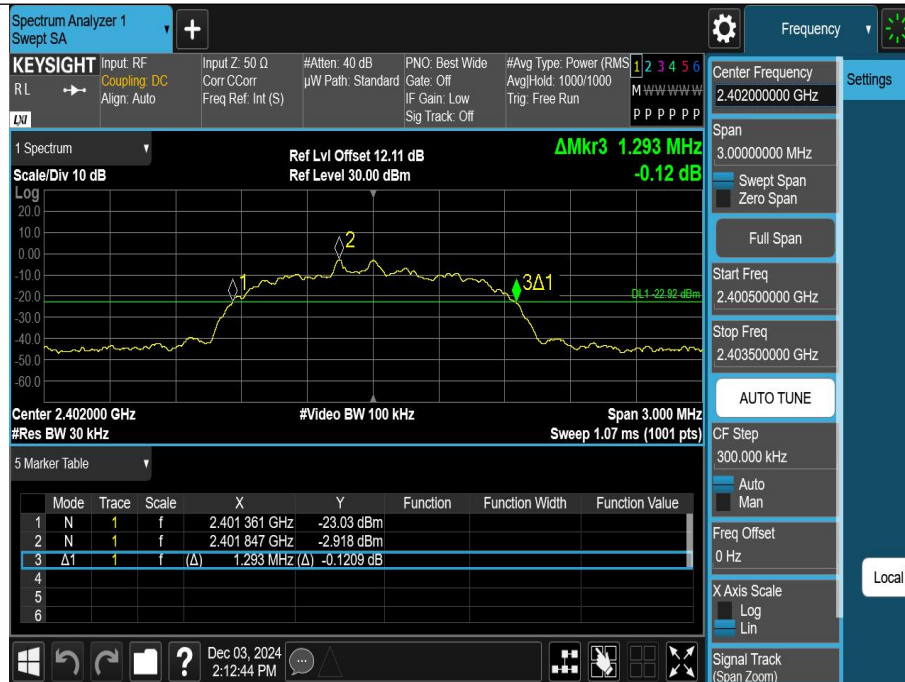 Spectrum Analyzer 1
Swept SA
+
Frequency
KEYSIGHT
RL
LXI
Input: RF
Coupling: DC
Align: Auto
Input Z: 50 Ω
Corr CCorr
Freq Ref: Int (S)
#Atten: 40 dB
µW Path: Standard
PNO: Best Wide
Gate: Off
IF Gain: Low
Sig Track: Off
#Avg Type: Power (RMS
Avg|Hold: 1000/1000
Trig: Free Run
1 2 3 4 5 6
M W W W W W
P P P P P P
1 Spectrum
Scale/Div 10 dB
Ref Lvl Offset 12.11 dB
Ref Level 30.00 dBm
ΔMkr3 1.293 MHz
-0.12 dB
Log
20.0
10.0
0.00
-10.0
-20.0
-30.0
-40.0
-50.0
-60.0
1
2
3Δ1
DL1 -22.92 dBm
Center 2.402000 GHz
#Video BW 100 kHz
Span 3.000 MHz
#Res BW 30 kHz
Sweep 1.07 ms (1001 pts)
5 Marker Table
Mode Trace Scale X Y Function Function Width Function Value
1 N 1 f 2.401 361 GHz -23.03 dBm
2 N 1 f 2.401 847 GHz -2.918 dBm
3 Δ1 1 f (Δ) 1.293 MHz (Δ) -0.1209 dB
4
5
6
?
Dec 03, 2024
2:12:44 PM
Center Frequency
2.402000000 GHz
Span
3.00000000 MHz
Swept Span
Zero Span
Full Span
Start Freq
2.400500000 GHz
Stop Freq
2.403500000 GHz
AUTO TUNE
CF Step
300.000 kHz
Auto
Man
Freq Offset
0 Hz
X Axis Scale
Log
Lin
Signal Track
(Span Zoom)
Settings
Local